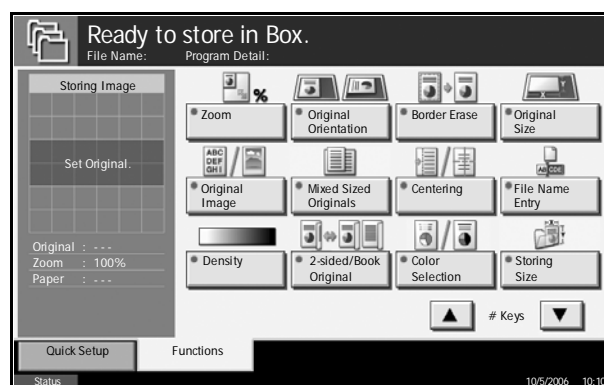 Ready to store in Box.
File Name: Program Detail:
Storing Image
Set Original.
Original : ---
Zoom : 100%
Paper : ---
%
Zoom
Original
Orientation
Border Erase
Original
Size
ABC
DEF
GHI
AB CDE
Original
Image
Mixed Sized
Originals
Centering
File Name
Entry
Density
2-sided/Book
Original
Color
Selection
Storing
Size
# Keys
Quick Setup
Functions
Status
10/5/2006 10:10